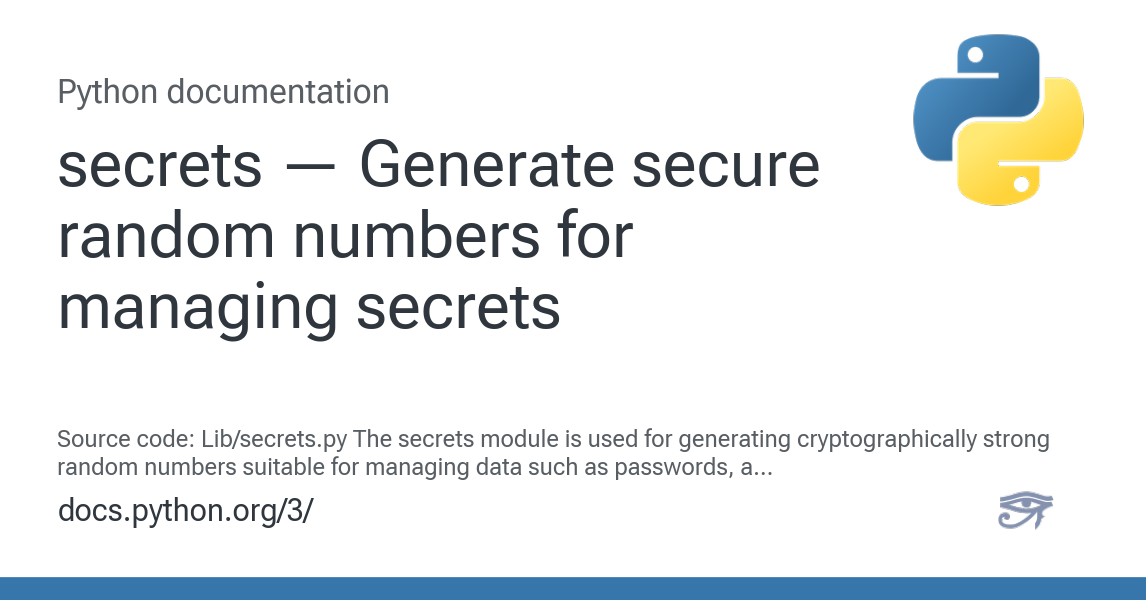 Python documentation
secrets — Generate secure
random numbers for
managing secrets
Source code: Lib/secrets.py The secrets module is used for generating cryptographically strong
random numbers suitable for managing data such as passwords, a...
docs.python.org/3/